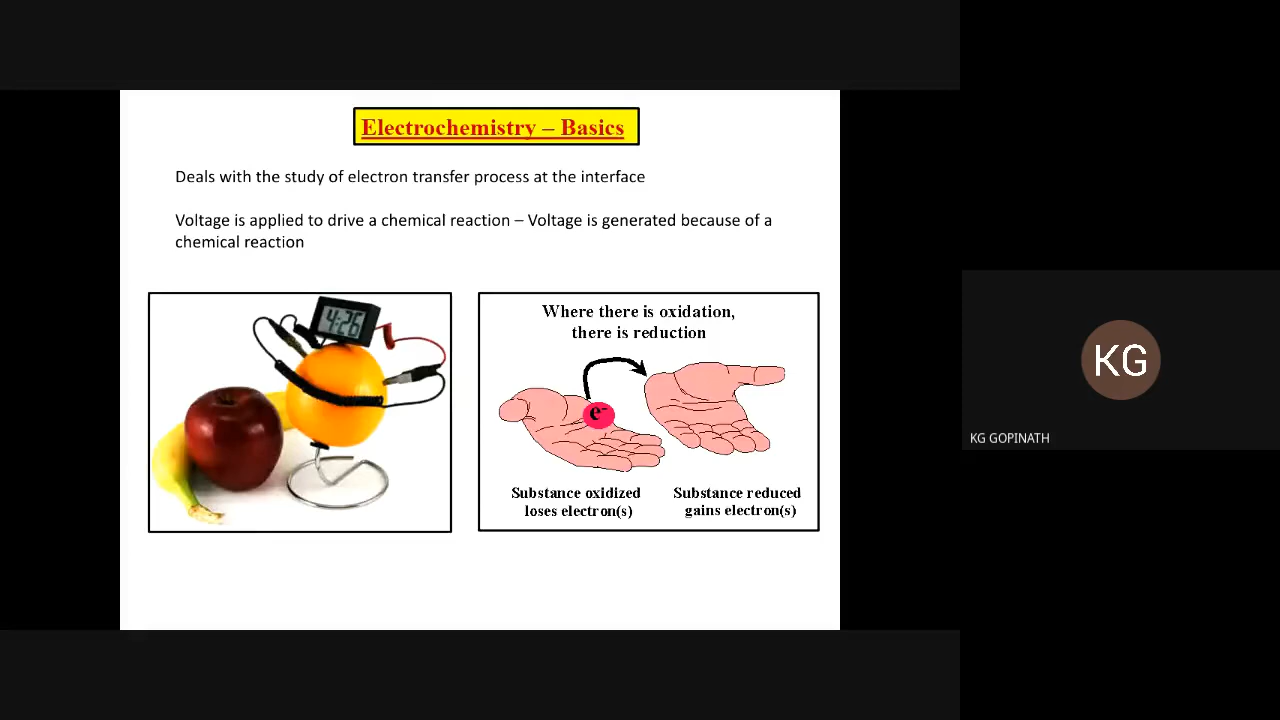 Electrochemistry – Basics
Deals with the study of electron transfer process at the interface
Voltage is applied to drive a chemical reaction – Voltage is generated because of a
chemical reaction
4:26
Where there is oxidation,
there is reduction
e-
Substance oxidized
loses electron(s)
Substance reduced
gains electron(s)
KG
KG GOPINATH